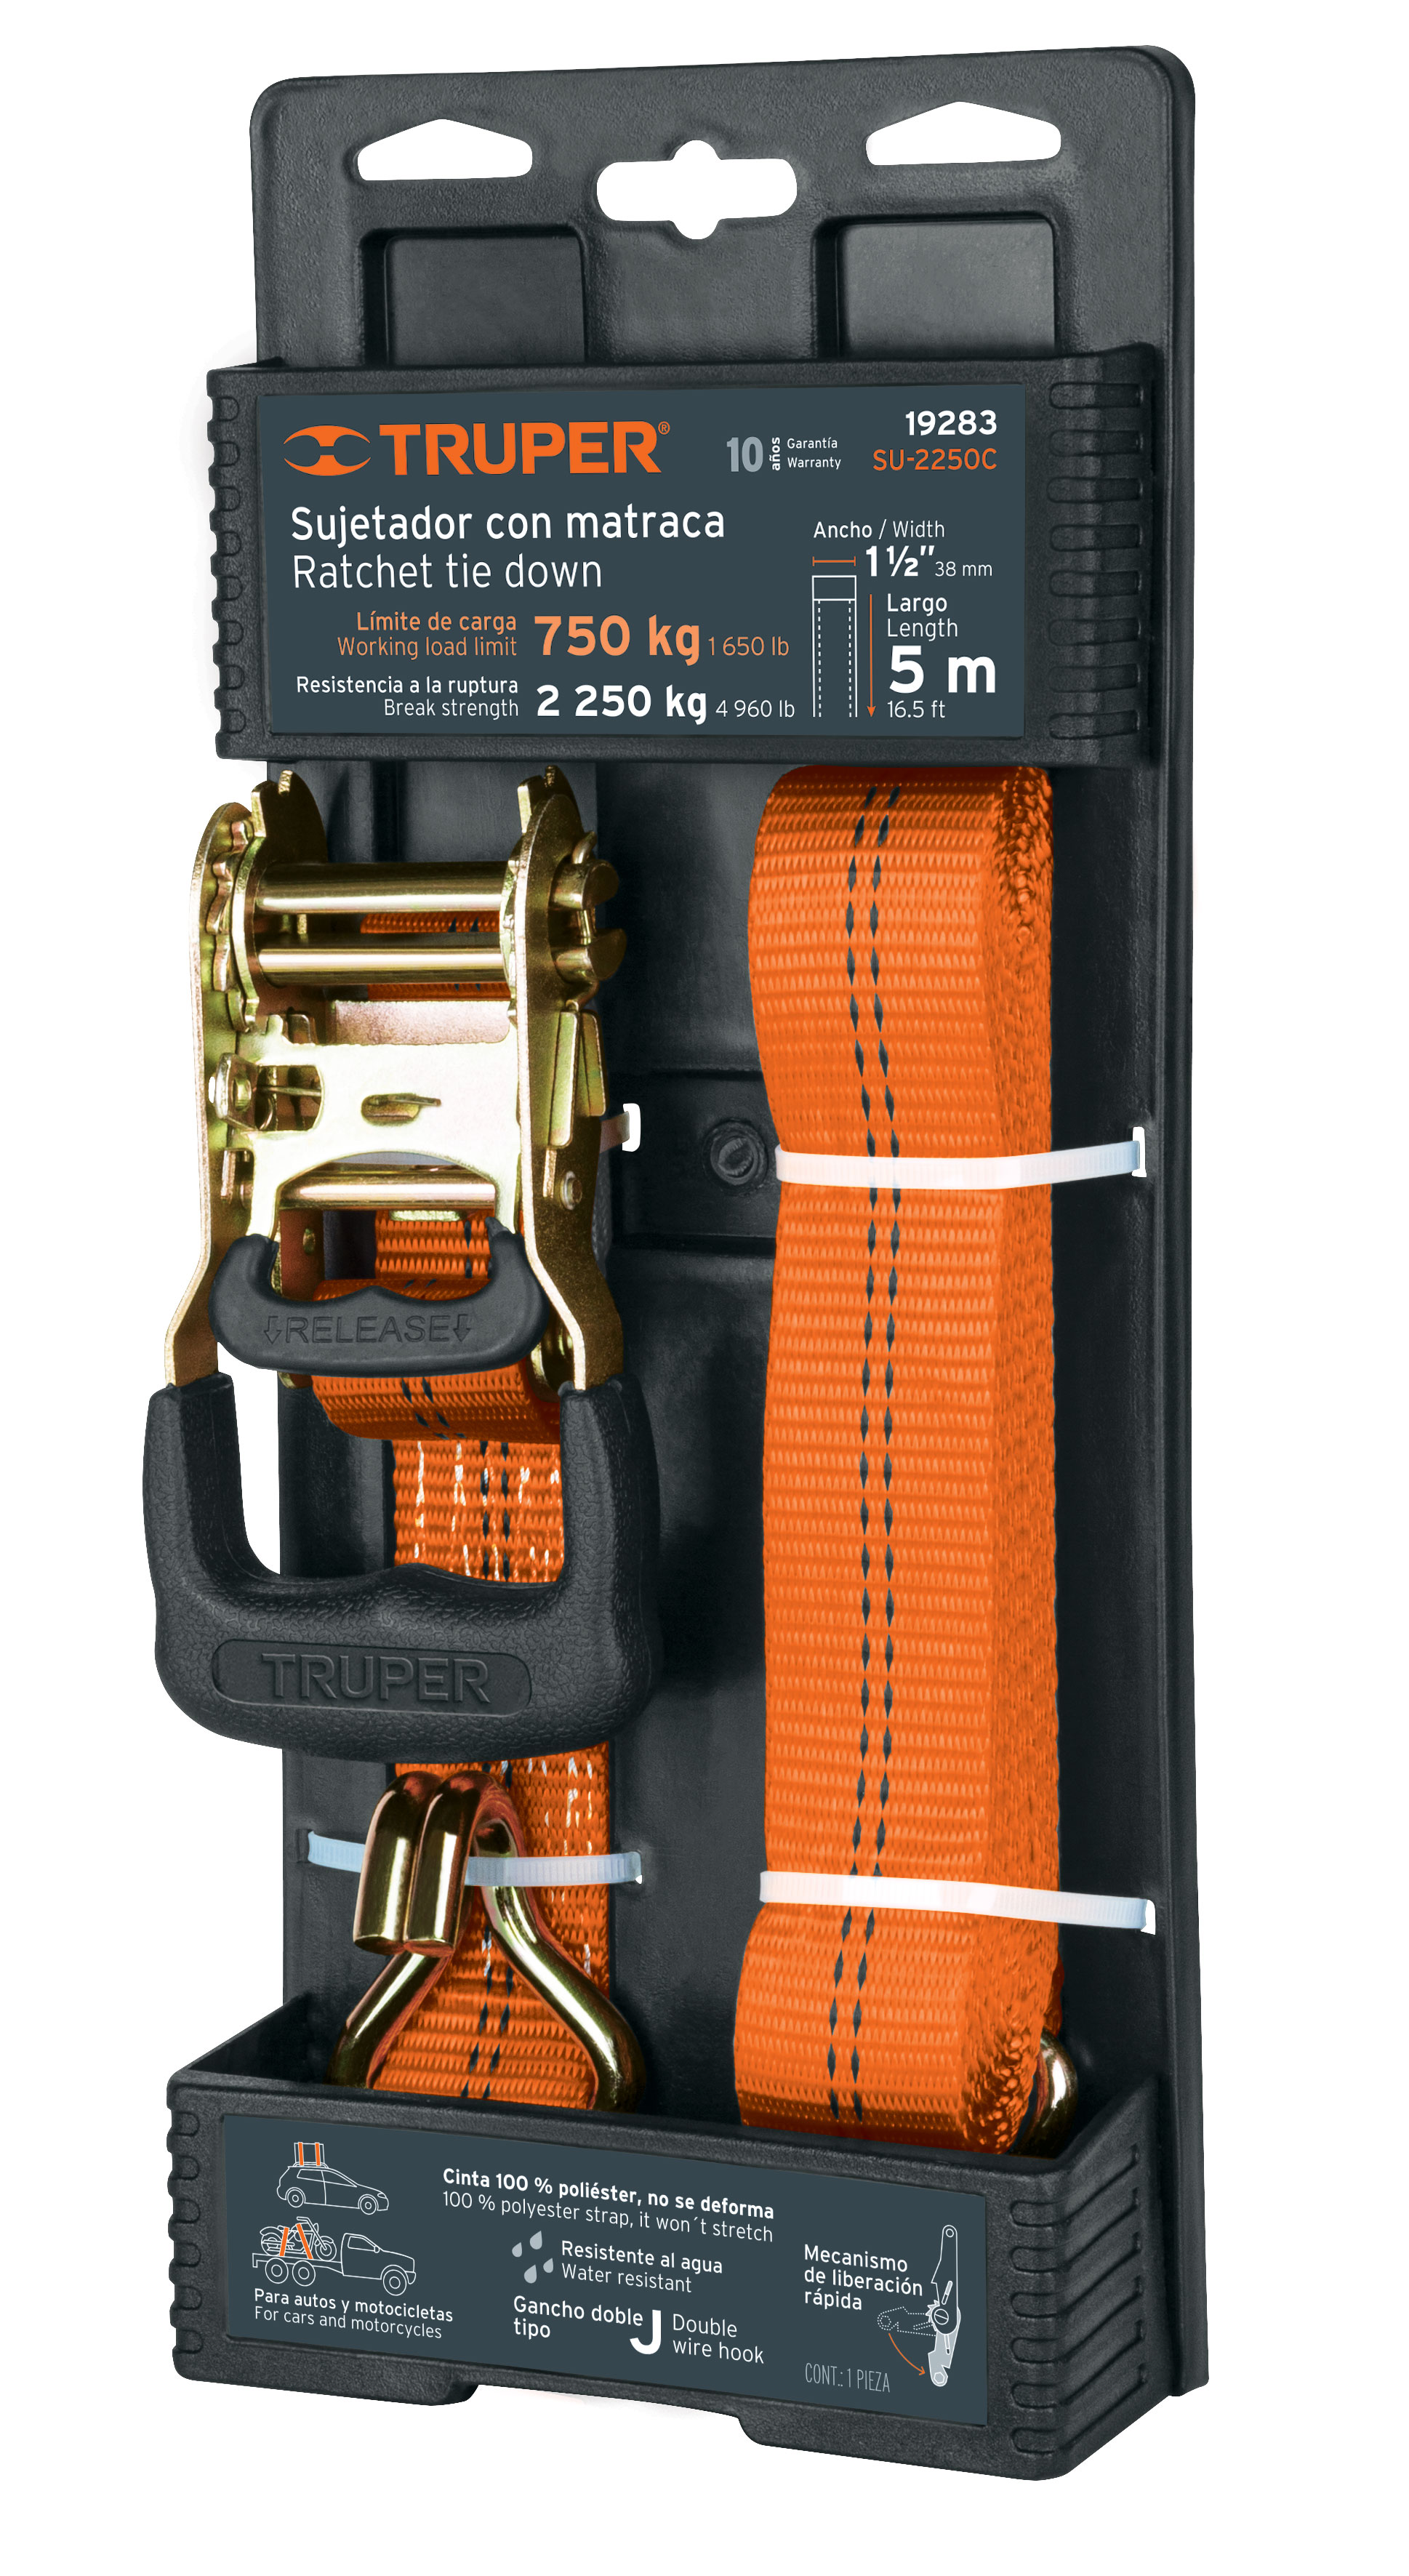 TRUPER®
10 años Garantía
Warranty
19283
SU-2250C
Sujetador con matraca
Ratchet tie down
Límite de carga
Working load limit
750 kg 1 650 lb
Resistencia a la ruptura
Break strength
2 250 kg 4 960 lb
Ancho / Width
1 ½" 38 mm
Largo
Length
5 m
16.5 ft
↓RELEASE↓
TRUPER
Para autos y motocicletas
For cars and motorcycles
Cinta 100 % poliéster, no se deforma
100 % polyester strap, it won´t stretch
Resistente al agua
Water resistant
Gancho doble
tipo J
Double
wire hook
Mecanismo
de liberación
rápida
CONT.: 1 PIEZA